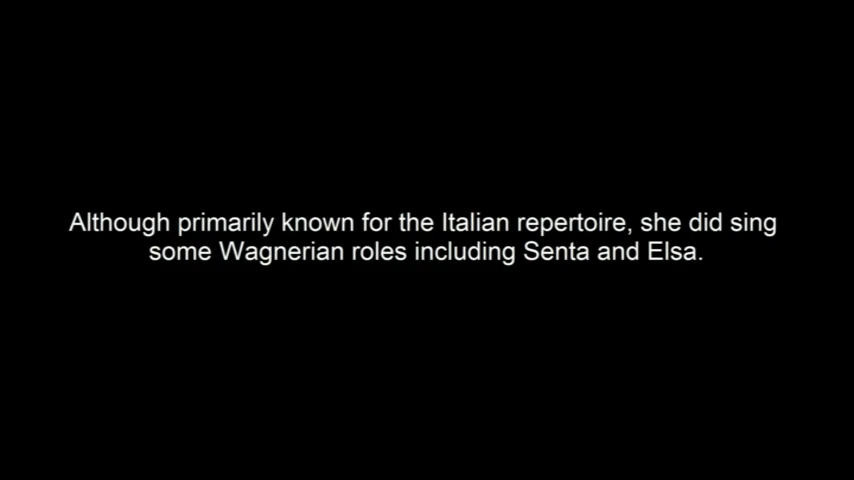 Although primarily known for the Italian repertoire, she did sing
some Wagnerian roles including Senta and Elsa.